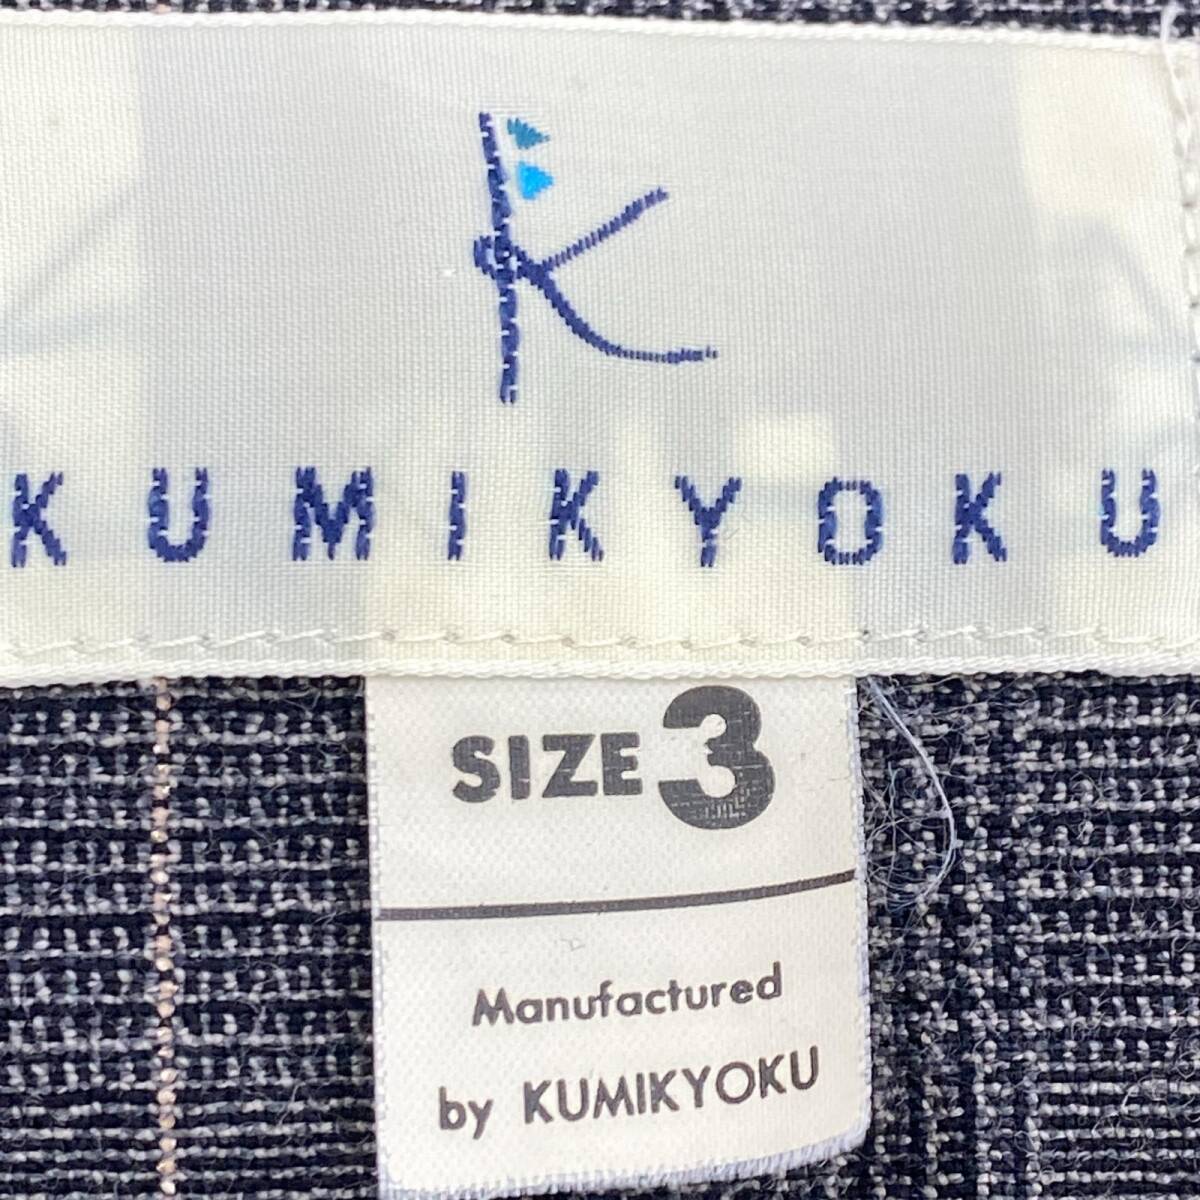 K
KUMIKYOKU
SIZE 3
Manufactured
by KUMIKYOKU